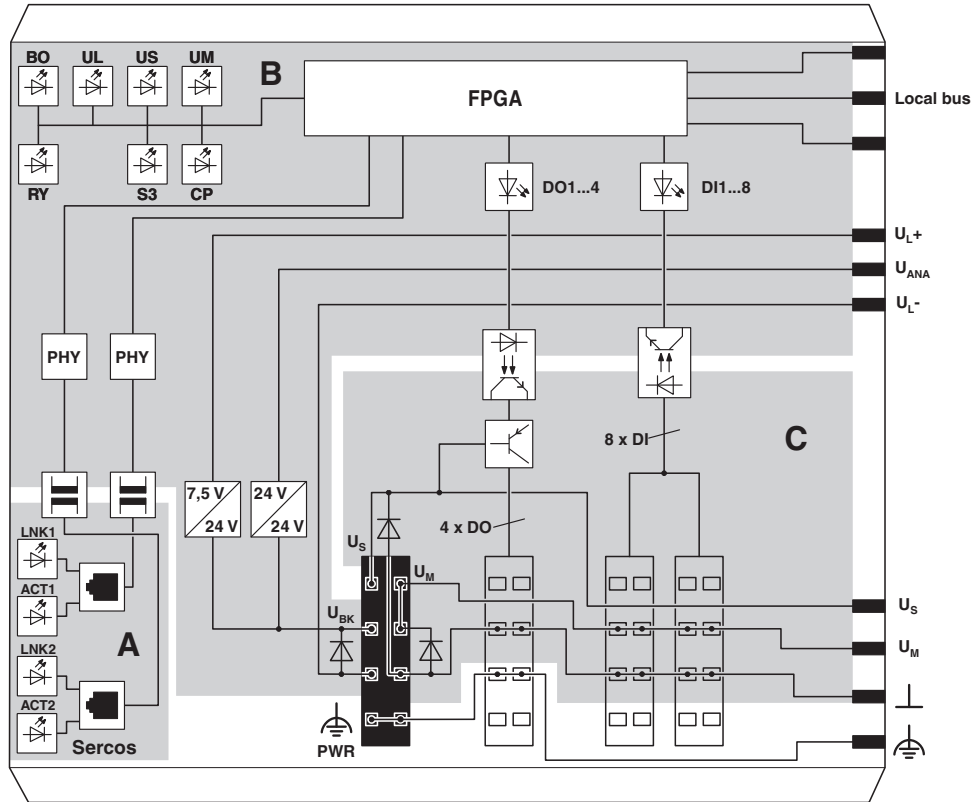 BO UL US UM
B
FPGA
Local bus
RY S3 CP
DO1...4
DI1...8
UL+
UANA
UL-
PHY PHY
8 x DI
C
7,5 V
24 V
24 V
24 V
4 x DO
LNK1
ACT1
US
UM
UBK
A
LNK2
ACT2
Sercos
PWR
US
UM